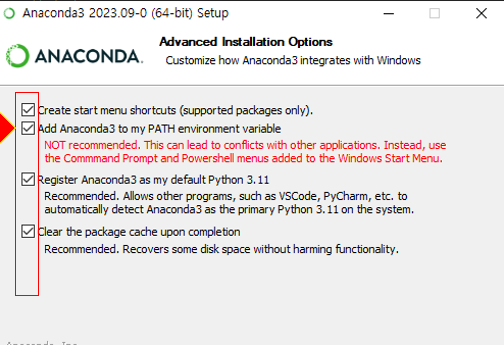 Anaconda3 2023.09-0 (64-bit) Setup
Advanced Installation Options
Customize how Anaconda3 integrates with Windows
ANACONDA.
Create start menu shortcuts (supported packages only).
Add Anaconda3 to my PATH environment variable
NOT recommended. This can lead to conflicts with other applications. Instead, use
the Commmand Prompt and Powershell menus added to the Windows Start Menu.
Register Anaconda3 as my default Python 3.11
Recommended. Allows other programs, such as VSCode, PyCharm, etc. to
automatically detect Anaconda3 as the primary Python 3.11 on the system.
Clear the package cache upon completion
Recommended. Recovers some disk space without harming functionality.